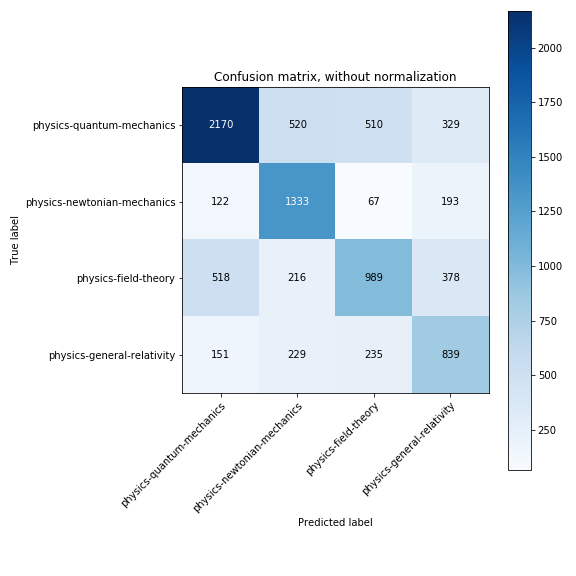 Confusion matrix, without normalization
True label
physics-quantum-mechanics 2170 520 510 329
physics-newtonian-mechanics 122 1333 67 193
physics-field-theory 518 216 989 378
physics-general-relativity 151 229 235 839
physics-quantum-mechanics
physics-newtonian-mechanics
physics-field-theory
physics-general-relativity
Predicted label
2000
1750
1500
1250
1000
750
500
250